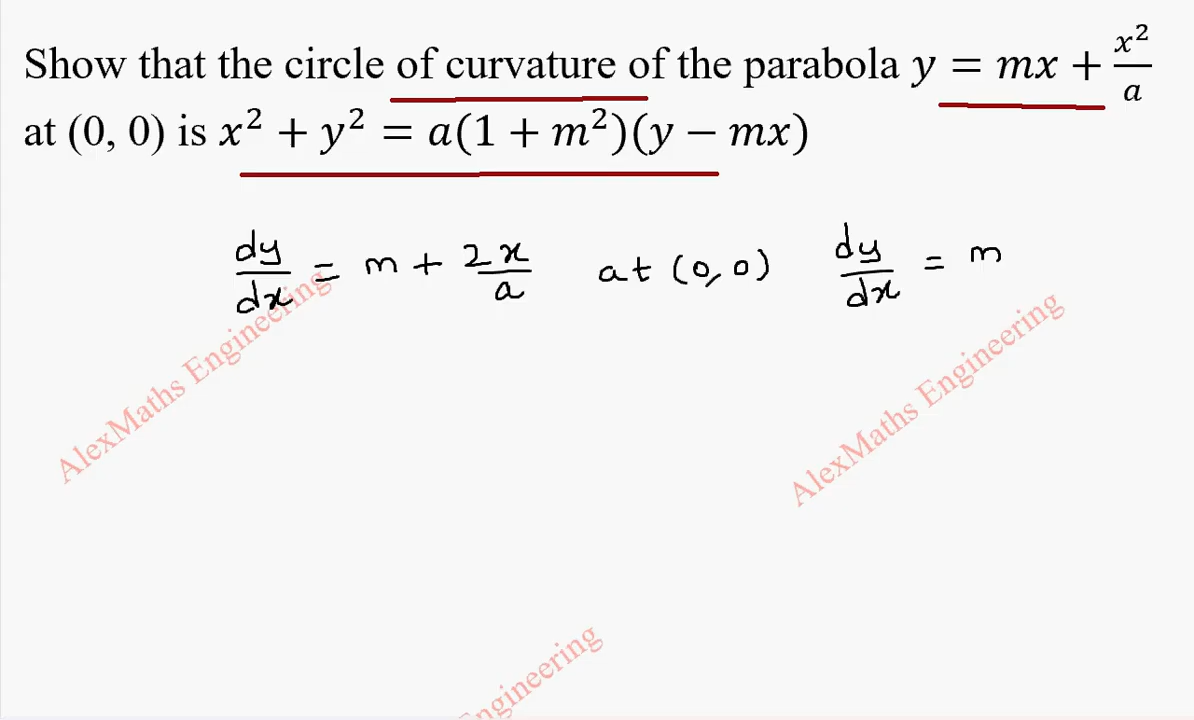 Show that the circle of curvature of the parabola y = mx + x²/a
at (0, 0) is x² + y² = a(1 + m²)(y − mx)
dy/dx = m + 2x/a at (0,0) dy/dx = m
AlexMaths Engineering
AlexMaths Engineering
ngineering